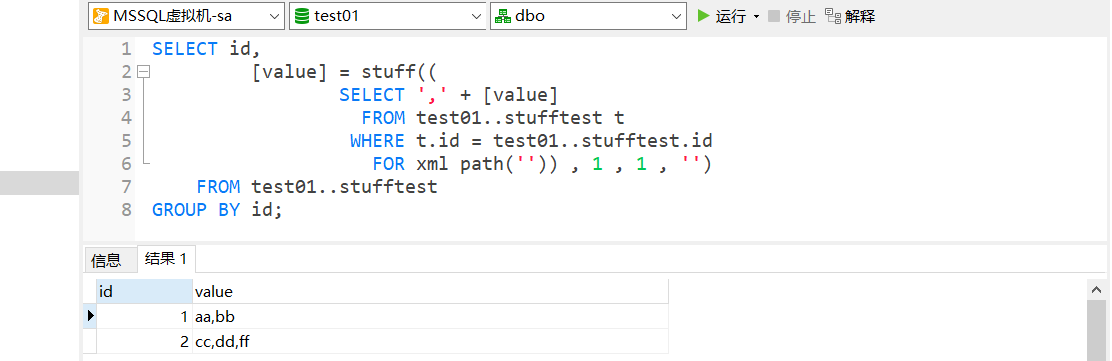 MSSQL虚拟机-sa test01 dbo 运行 停止 解释
1 SELECT id,
2 [value] = stuff((
3 SELECT ',' + [value]
4 FROM test01..stufftest t
5 WHERE t.id = test01..stufftest.id
6 FOR xml path('')) , 1 , 1 , '')
7 FROM test01..stufftest
8 GROUP BY id;
信息 结果 1
id value
1 aa,bb
2 cc,dd,ff